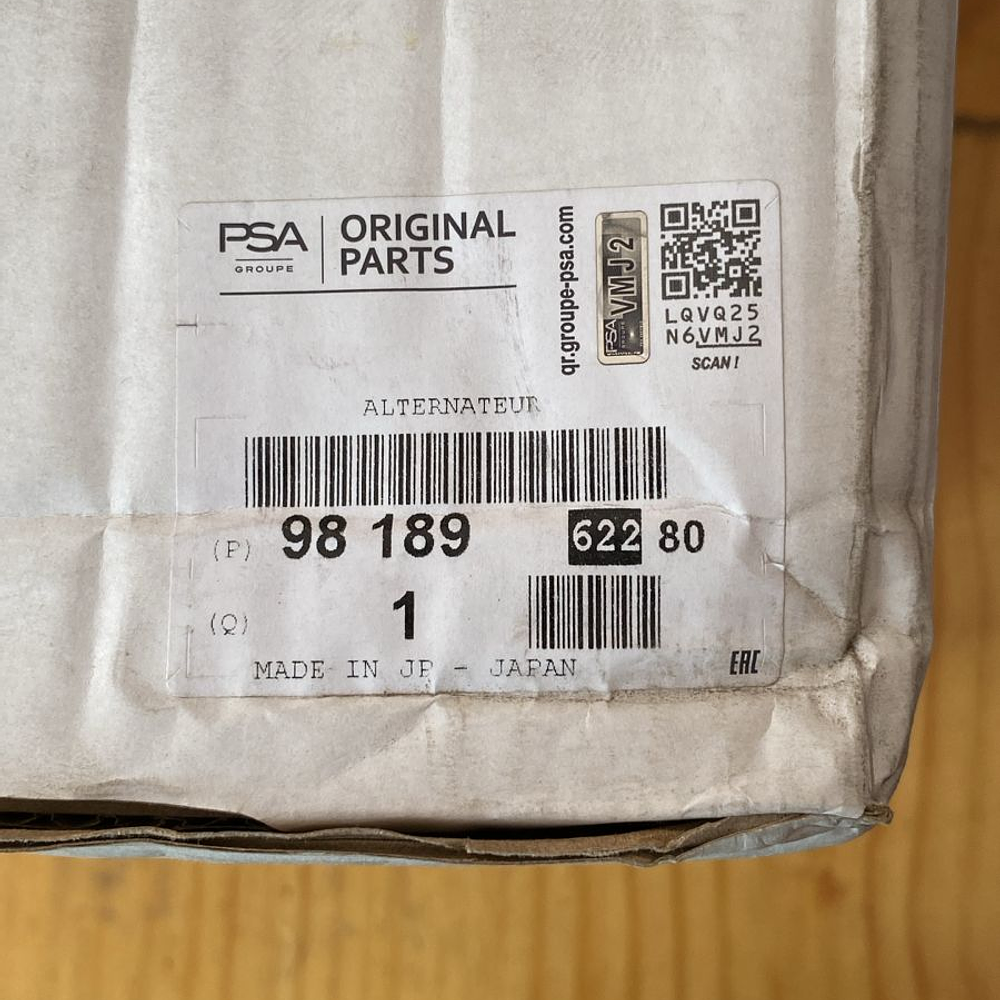 PSA
GROUPE
ORIGINAL
PARTS
qr.groupe-psa.com
VMJ2
PSA
LQVQ25
N6VMJ2
SCAN!
ALTERNATEUR
(P) 98 189 622 80
(Q) 1
MADE IN JP - JAPAN
EAC